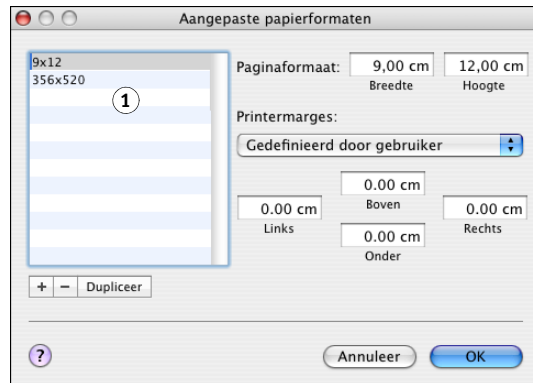 Aangepaste papierformaten
9x12
356x520
1
Paginaformaat: 9,00 cm 12,00 cm
Breedte Hoogte
Printermarges:
Gedefinieerd door gebruiker
0.00 cm
Boven
0.00 cm 0.00 cm
Links Rechts
0.00 cm
Onder
+ − Dupliceer
? Annuleer OK